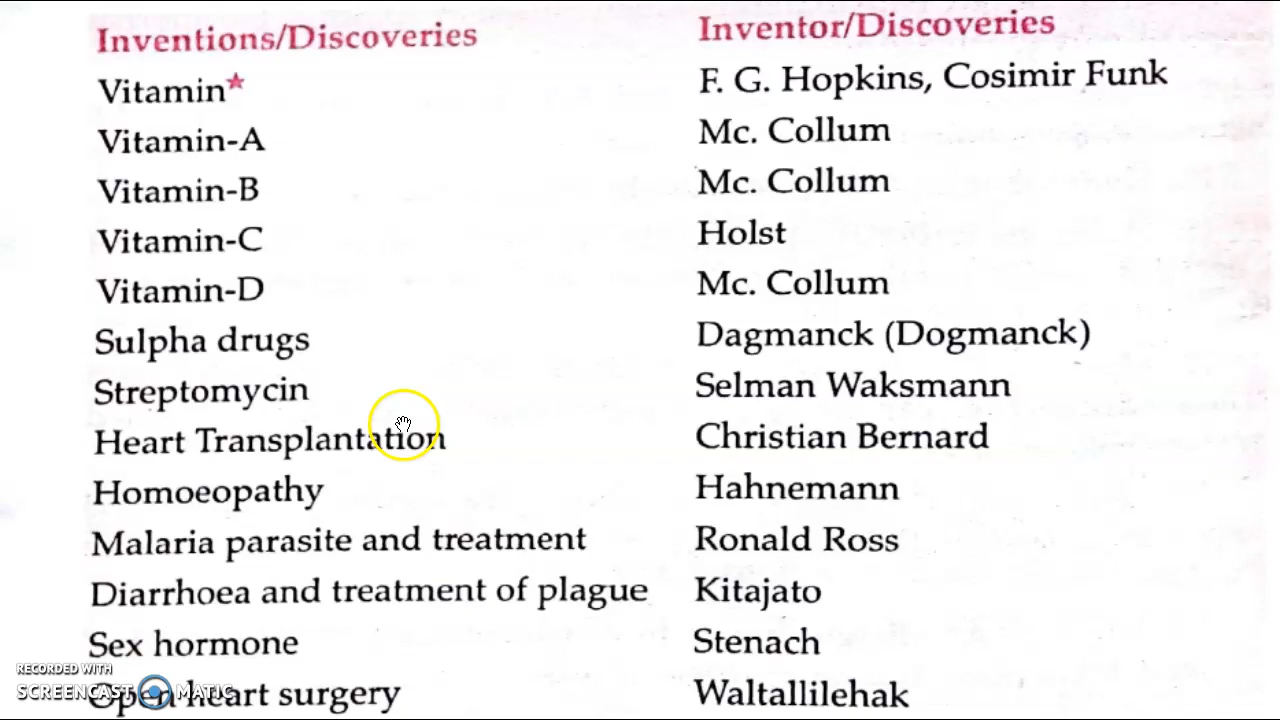 Inventions/Discoveries Inventor/Discoveries
Vitamin★ F. G. Hopkins, Cosimir Funk
Vitamin-A Mc. Collum
Vitamin-B Mc. Collum
Vitamin-C Holst
Vitamin-D Mc. Collum
Sulpha drugs Dagmanck (Dogmanck)
Streptomycin Selman Waksmann
Heart Transplantation Christian Bernard
Homoeopathy Hahnemann
Malaria parasite and treatment Ronald Ross
Diarrhoea and treatment of plague Kitajato
Sex hormone Stenach
Open heart surgery Waltallilehak
RECORDED WITH
SCREENCAST MATIC